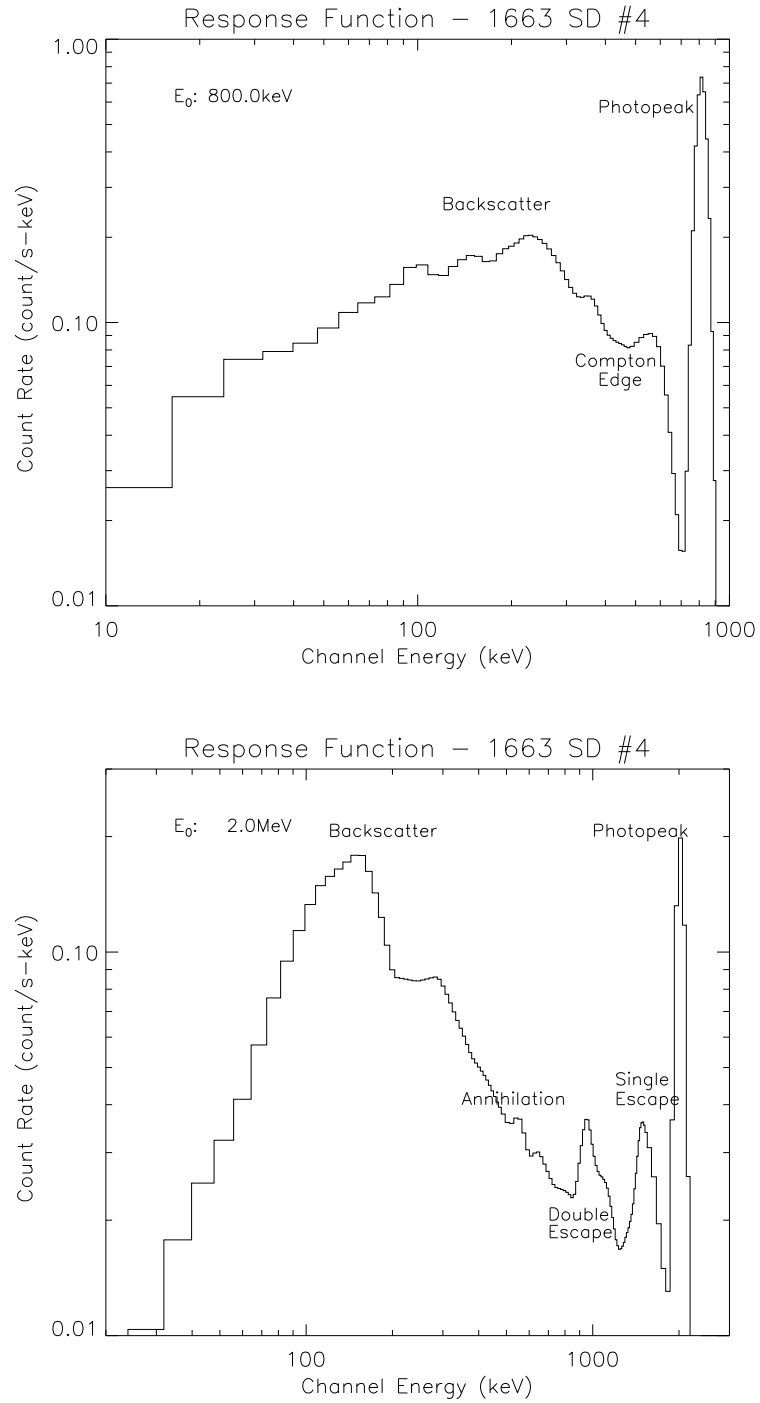 Response Function – 1663 SD #4
1.00
E0: 800.0keV
Photopeak
Backscatter
Count Rate (count/s–keV)
0.10
Compton
Edge
0.01
10 100 1000
Channel Energy (keV)
Response Function – 1663 SD #4
E0: 2.0MeV
Backscatter
Photopeak
Count Rate (count/s–keV)
0.10
Annihilation
Single
Escape
Double
Escape
0.01
100 1000
Channel Energy (keV)